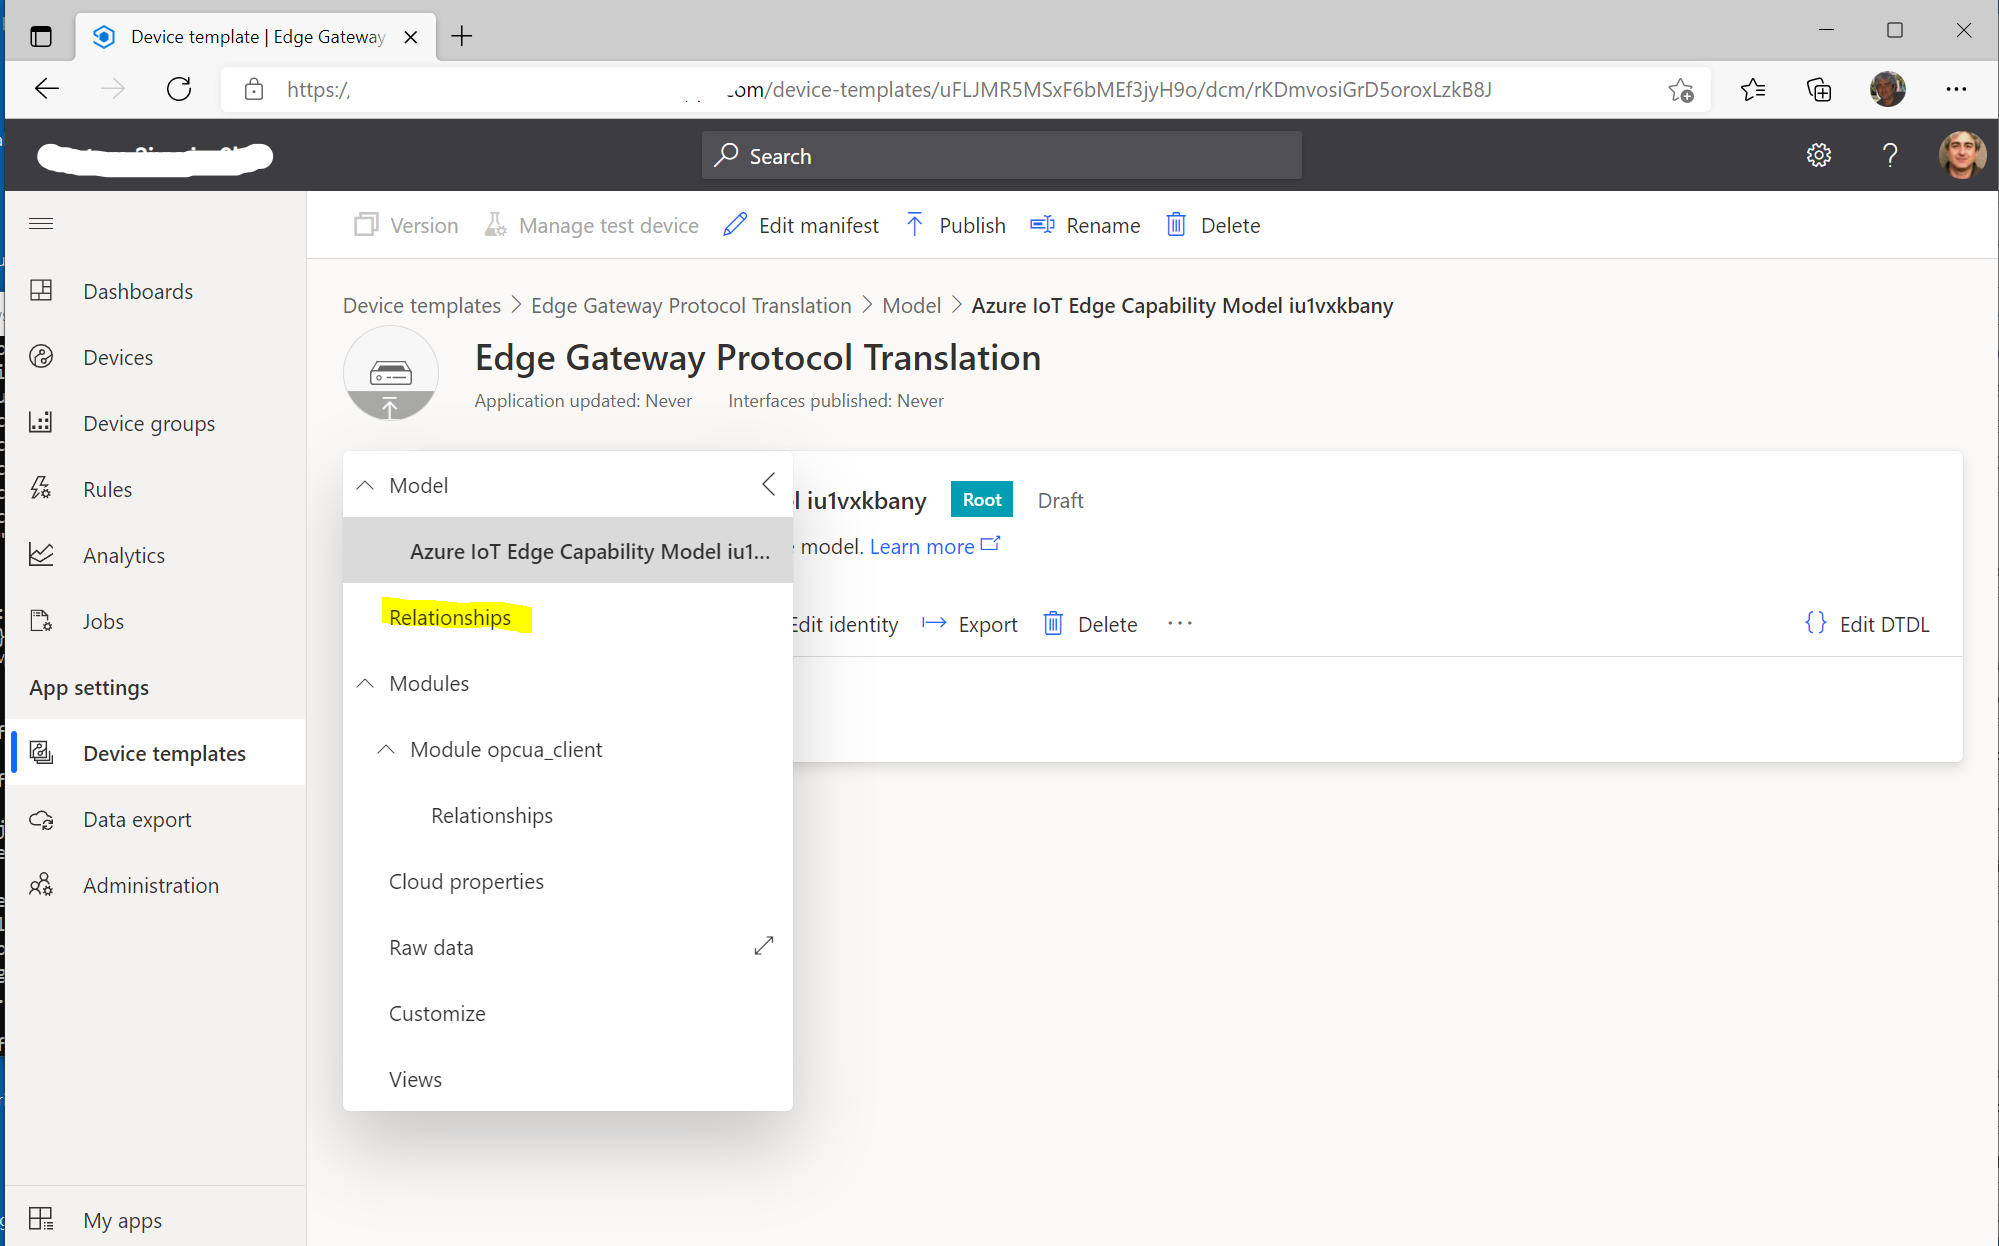 Device template | Edge Gateway
https:/,
.com/device-templates/uFLJMR5MSxF6bMEf3jyH9o/dcm/rKDmvosiGrD5oroxLzkB8J
Search
Version Manage test device Edit manifest Publish Rename Delete
Dashboards
Devices
Device groups
Rules
Analytics
Jobs
App settings
Device templates
Data export
Administration
My apps
Device templates > Edge Gateway Protocol Translation > Model > Azure IoT Edge Capability Model iu1vxkbany
Edge Gateway Protocol Translation
Application updated: Never Interfaces published: Never
Model
Azure IoT Edge Capability Model iu1...
Relationships
Modules
Module opcua_client
Relationships
Cloud properties
Raw data
Customize
Views
l iu1vxkbany Root Draft
model. Learn more
Edit identity Export Delete ... {} Edit DTDL